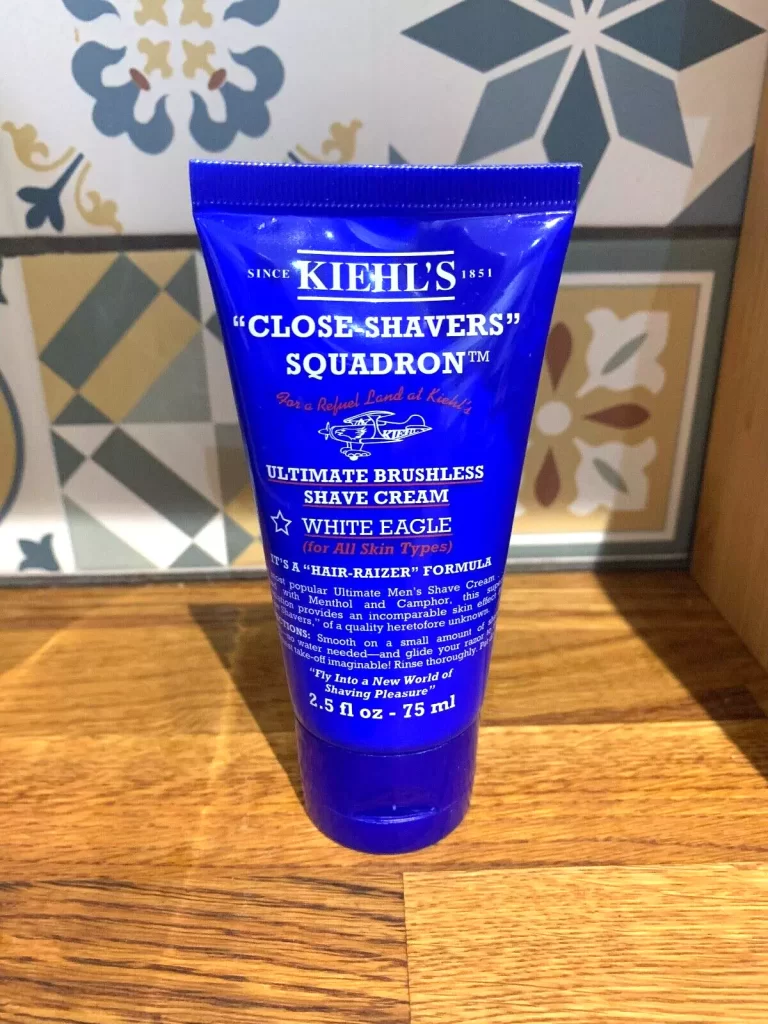 SINCE KIEHL'S 1851
"CLOSE-SHAVERS"
SQUADRON™
For a Refuel Land at Kiehl's
KIEHL'S
ULTIMATE BRUSHLESS
SHAVE CREAM
WHITE EAGLE
(for All Skin Types)
IT'S A "HAIR-RAIZER" FORMULA
popular Ultimate Men's Shave Cream
with Menthol and Camphor, this
provides an incomparable skin effect
of a quality heretofore unknown.
Smooth on a small amount of
no water needed—and glide your razor
take-off imaginable! Rinse thoroughly.
"Fly Into a New World of
Shaving Pleasure"
2.5 fl oz - 75 ml